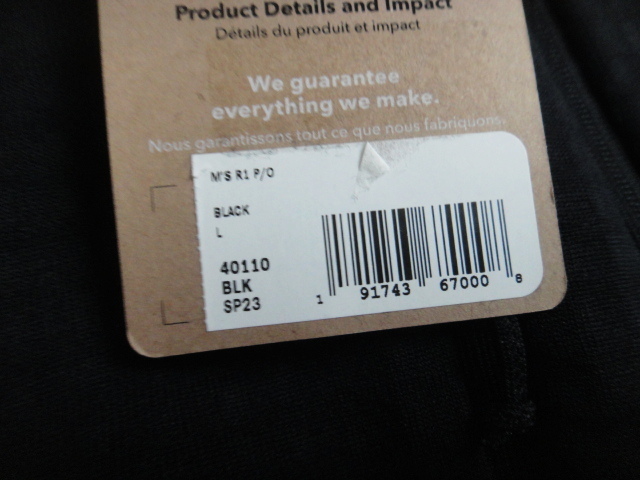 Product Details and Impact
Détails du produit et impact
We guarantee
everything we make.
Nous garantissons tout ce que nous fabriquons.
M'S R1 P/O
BLACK
L
40110
BLK
SP23
1 91743 67000 8